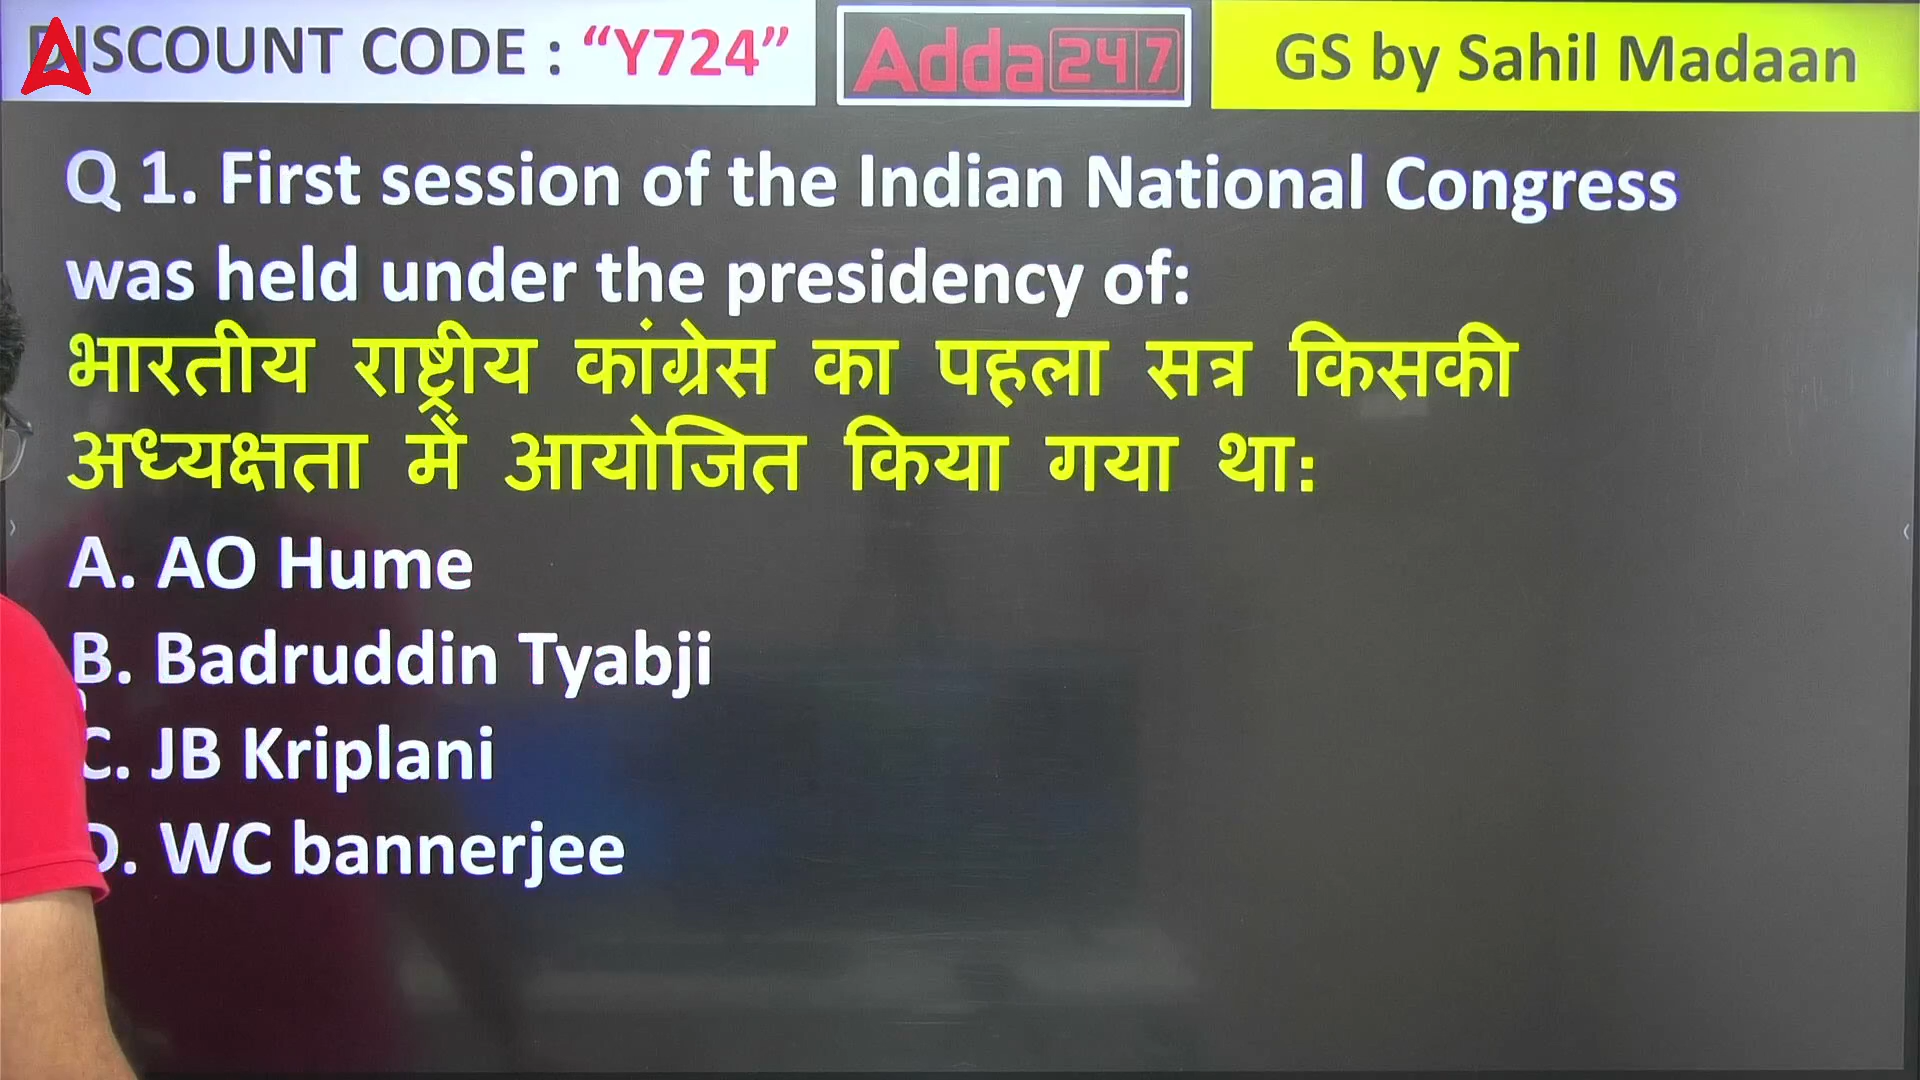 DISCOUNT CODE : “Y724”
Adda247
GS by Sahil Madaan
Q 1. First session of the Indian National Congress
was held under the presidency of:
भारतीय राष्ट्रीय कांग्रेस का पहला सत्र किसकी
अध्यक्षता में आयोजित किया गया था:
A. AO Hume
B. Badruddin Tyabji
C. JB Kriplani
D. WC bannerjee